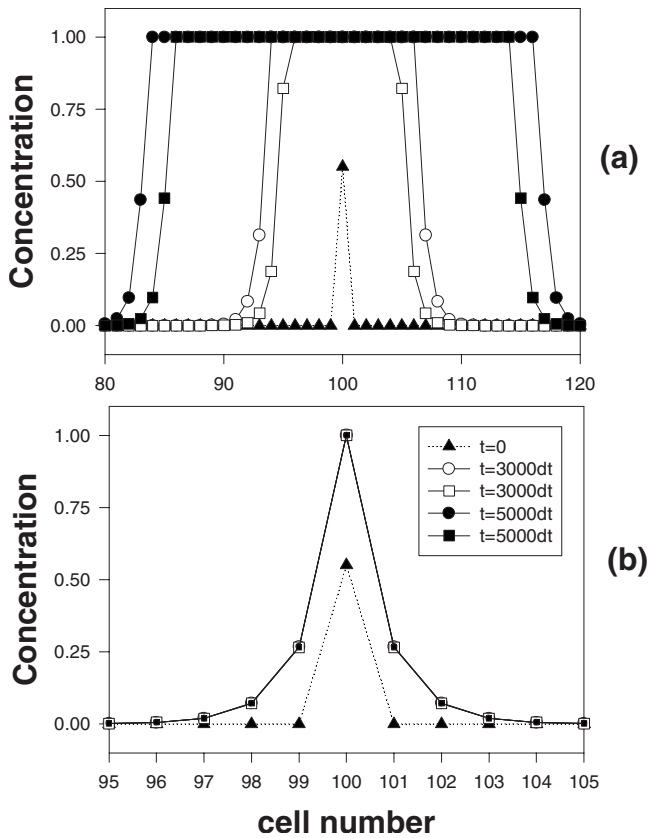 1.00
0.75
0.50
0.25
0.00
Concentration
80 90 100 110 120
(a)
1.00
0.75
0.50
0.25
0.00
Concentration
t=0
t=3000dt
t=3000dt
t=5000dt
t=5000dt
(b)
95 96 97 98 99 100 101 102 103 104 105
cell number